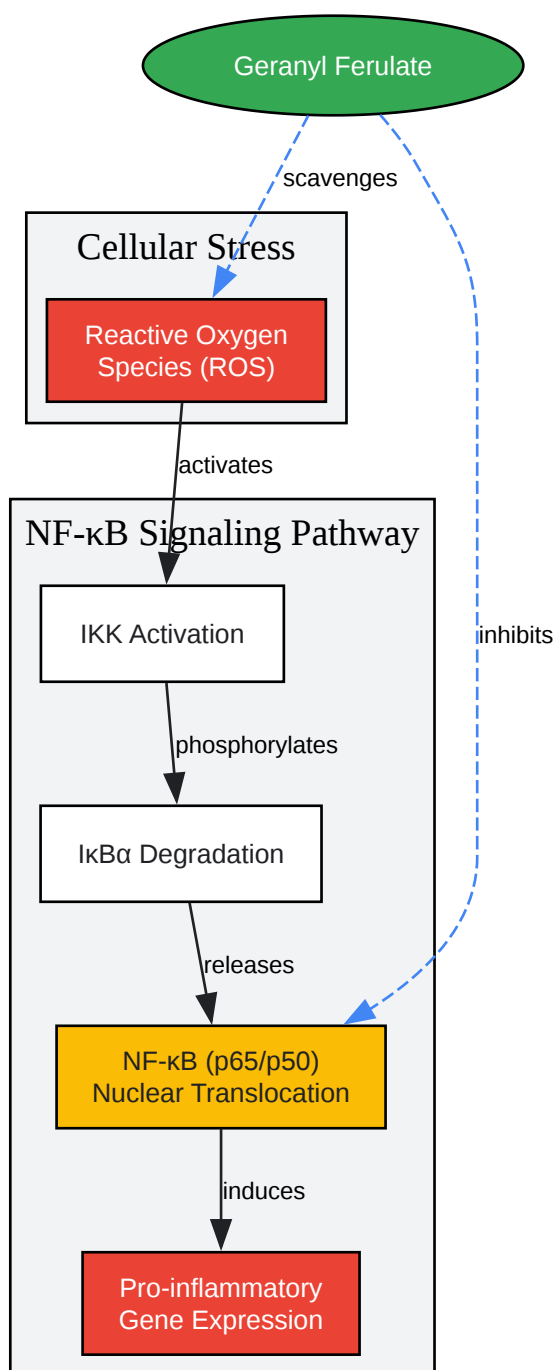 Geranyl Ferulate
scavenges
Cellular Stress
Reactive Oxygen
Species (ROS)
activates
NF-κB Signaling Pathway
IKK Activation
inhibits
phosphorylates
IκBα Degradation
releases
NF-κB (p65/p50)
Nuclear Translocation
induces
Pro-inflammatory
Gene Expression